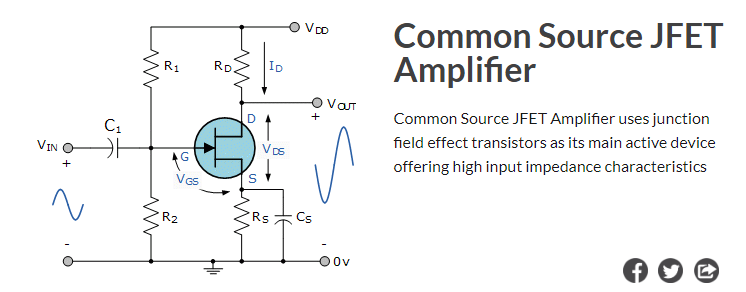 VDD
R1
RD
ID
VOUT
+
C1
D
VIN
+
G
VDS
VGS
S
R2
RS
CS
-
-
0v
Common Source JFET
Amplifier
Common Source JFET Amplifier uses junction
field effect transistors as its main active device
offering high input impedance characteristics